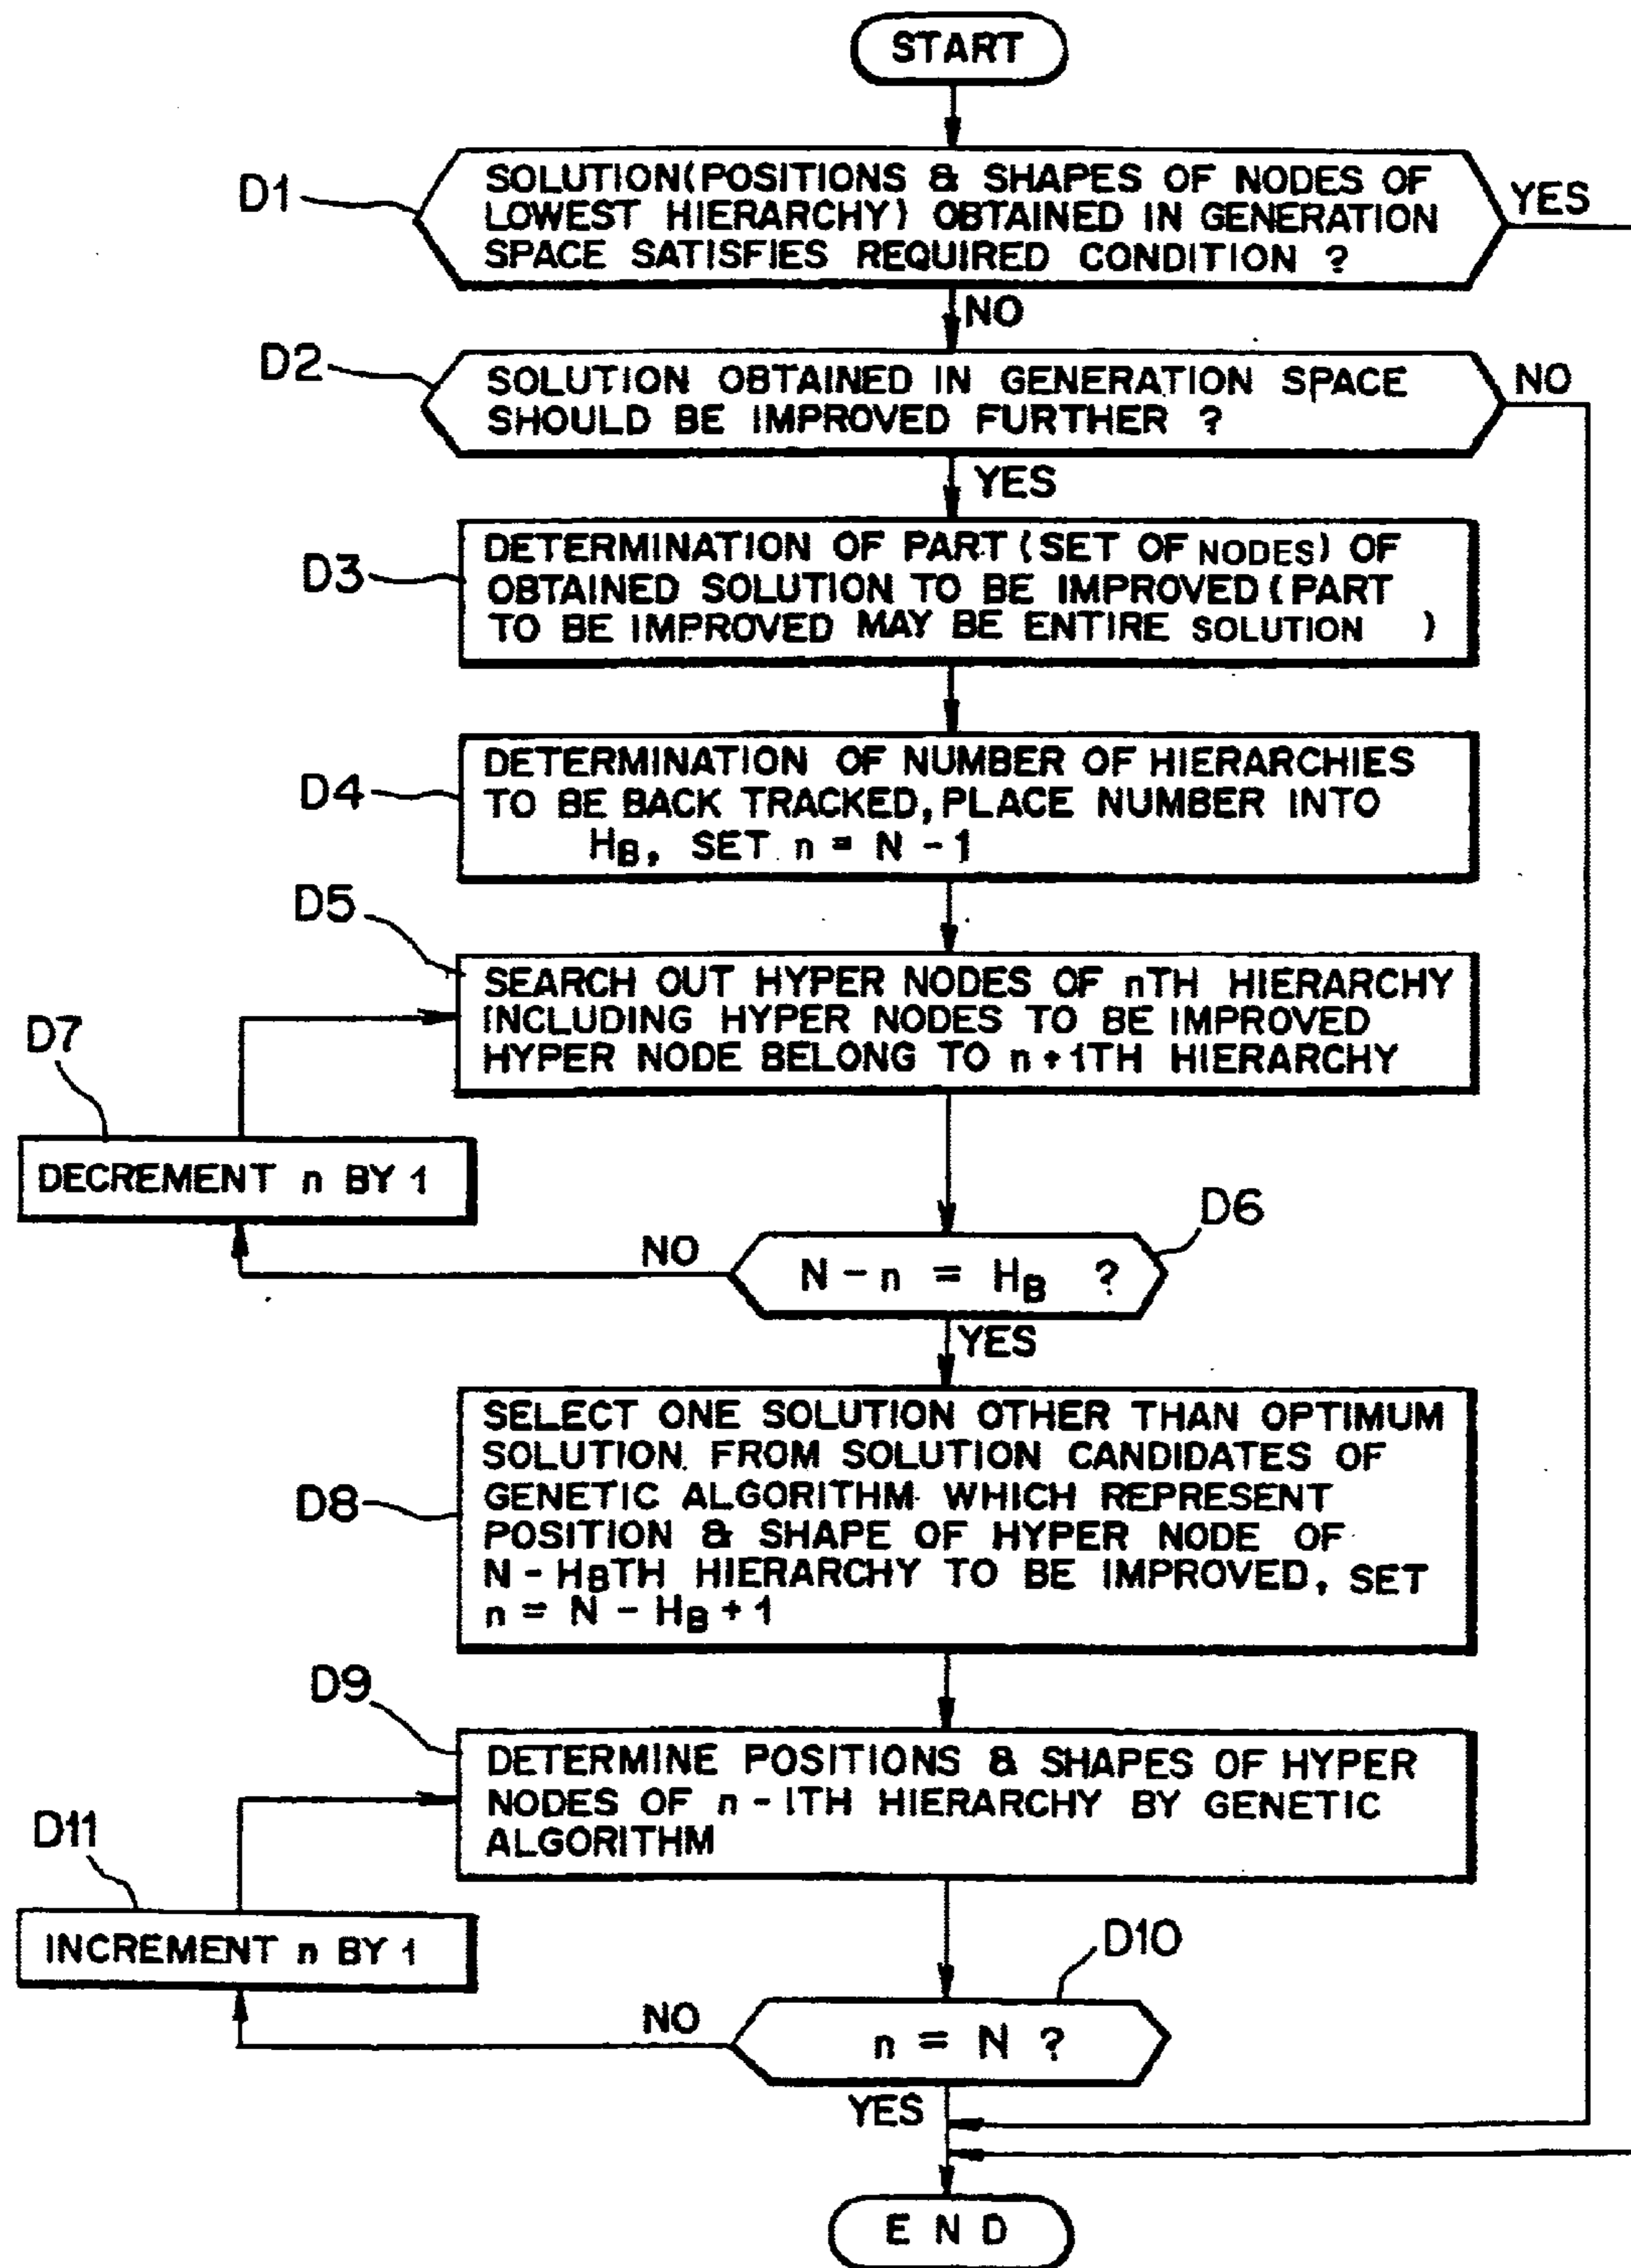 START
D1
SOLUTION(POSITIONS & SHAPES OF NODES OF
LOWEST HIERARCHY) OBTAINED IN GENERATION
SPACE SATISFIES REQUIRED CONDITION ?
YES
NO
D2
SOLUTION OBTAINED IN GENERATION SPACE
SHOULD BE IMPROVED FURTHER ?
NO
YES
D3
DETERMINATION OF PART (SET OF NODES) OF
OBTAINED SOLUTION TO BE IMPROVED (PART
TO BE IMPROVED MAY BE ENTIRE SOLUTION )
D4
DETERMINATION OF NUMBER OF HIERARCHIES
TO BE BACK TRACKED, PLACE NUMBER INTO
HB, SET n = N - 1
D5
SEARCH OUT HYPER NODES OF nTH HIERARCHY
INCLUDING HYPER NODES TO BE IMPROVED
HYPER NODE BELONG TO n+1TH HIERARCHY
D7
DECREMENT n BY 1
D6
NO
N - n = HB ?
YES
D8
SELECT ONE SOLUTION OTHER THAN OPTIMUM
SOLUTION FROM SOLUTION CANDIDATES OF
GENETIC ALGORITHM WHICH REPRESENT
POSITION & SHAPE OF HYPER NODE OF
N - HBTH HIERARCHY TO BE IMPROVED, SET
n = N - HB + 1
D9
DETERMINE POSITIONS & SHAPES OF HYPER
NODES OF n - 1TH HIERARCHY BY GENETIC
ALGORITHM
D11
INCREMENT n BY 1
D10
NO
n = N ?
YES
END